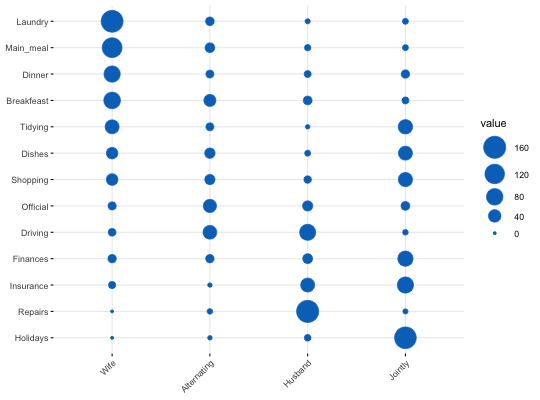 Laundry
Main_meal
Dinner
Breakfeast
Tidying
Dishes
Shopping
Official
Driving
Finances
Insurance
Repairs
Holidays
Wife
Alternating
Husband
Jointly
value
160
120
80
40
0